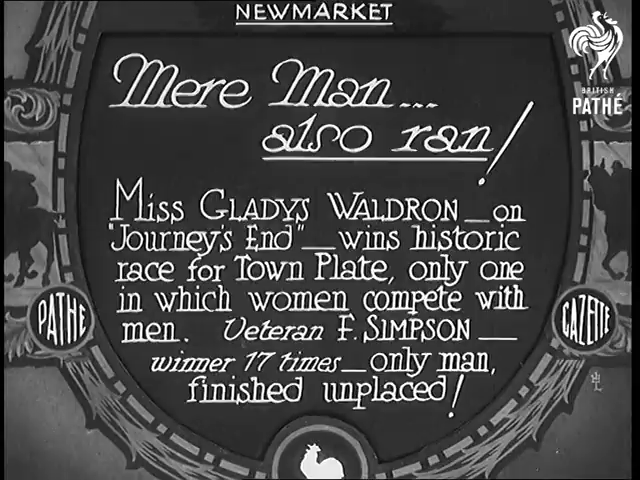 NEWMARKET
Mere Man...
also ran!
Miss GLADYS WALDRON — on
"Journey's End" — wins historic
race for Town Plate, only one
in which women compete with
men. Veteran F. SIMPSON —
winner 17 times — only man,
finished unplaced!
PATHE
GAZETTE
BRITISH
PATHÉ